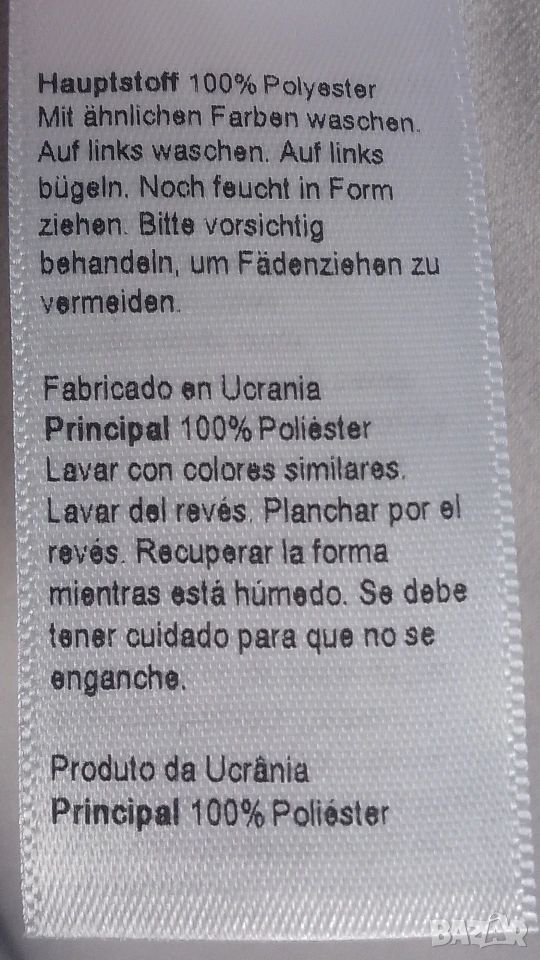 Hauptstoff 100% Polyester
Mit ähnlichen Farben waschen.
Auf links waschen. Auf links
bügeln. Noch feucht in Form
ziehen. Bitte vorsichtig
behandeln, um Fädenziehen zu
vermeiden.
Fabricado en Ucrania
Principal 100% Poliéster
Lavar con colores similares.
Lavar del revés. Planchar por el
revés. Recuperar la forma
mientras está húmedo. Se debe
tener cuidado para que no se
enganche.
Produto da Ucrânia
Principal 100% Poliéster
BAZAR